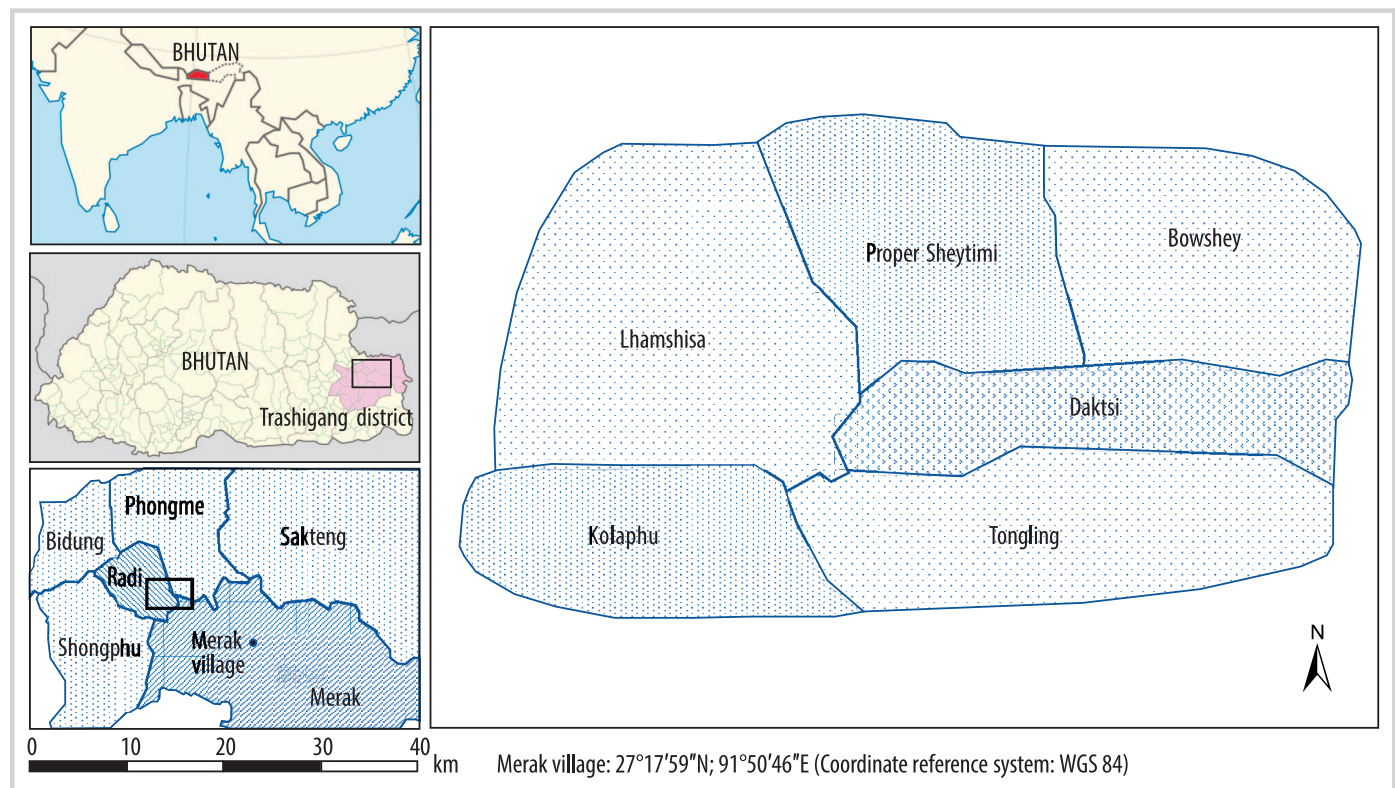 BHUTAN
BHUTAN
Trashigang district
Phongme
Bidung
Sakteng
Radi
Shongphu
Merak
village
Merak
0 10 20 30 40 km
Proper Sheytimi
Bowshey
Lhamshisa
Daktsi
Kolaphu
Tongling
N
Merak village: 27°17′59″N; 91°50′46″E (Coordinate reference system: WGS 84)